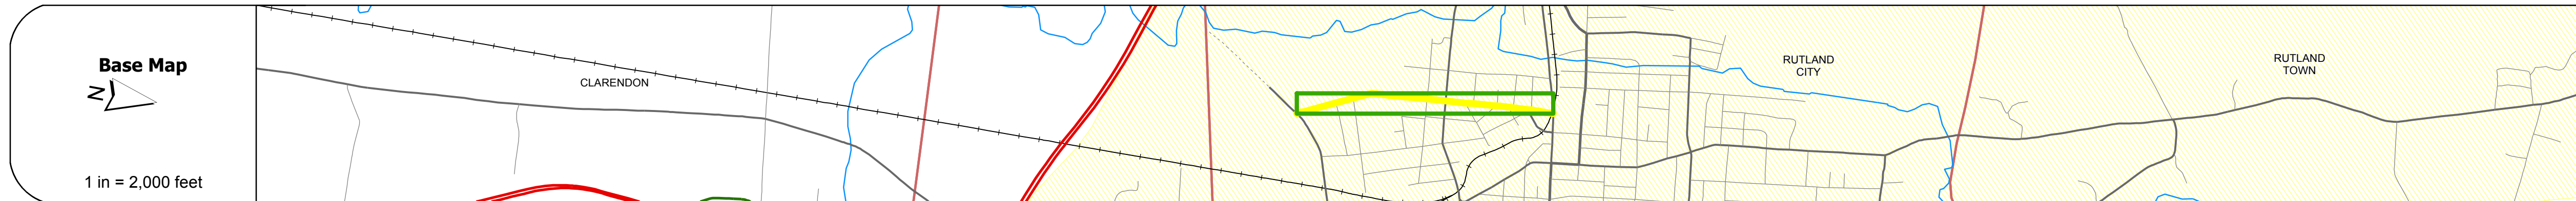 Base Map
N
1 in = 2,000 feet
CLARENDON
RUTLAND
CITY
RUTLAND
TOWN